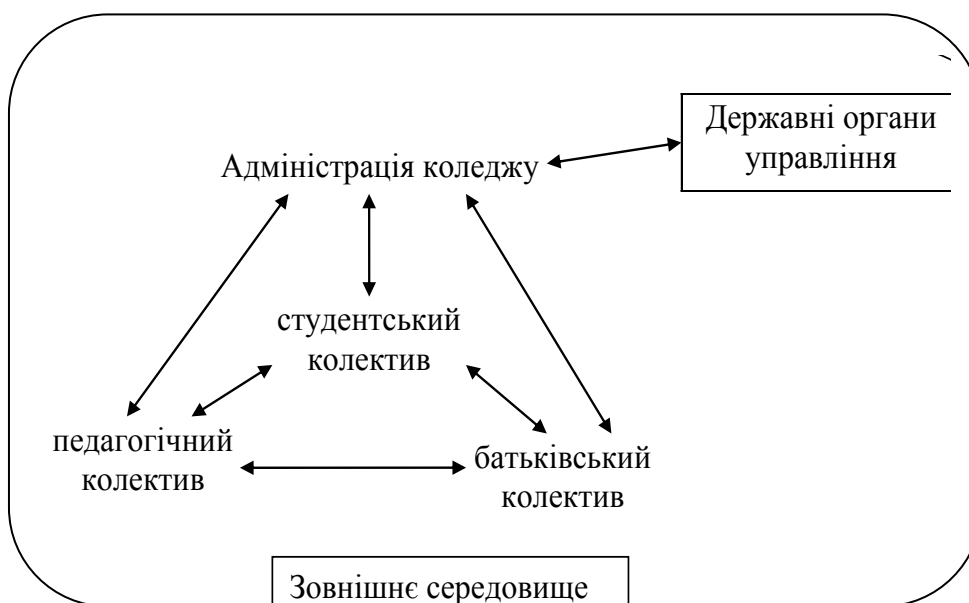 Державні органи
управління
Адміністрація коледжу
студентський
колектив
педагогічний
колектив
батьківський
колектив
Зовнішнє середовище